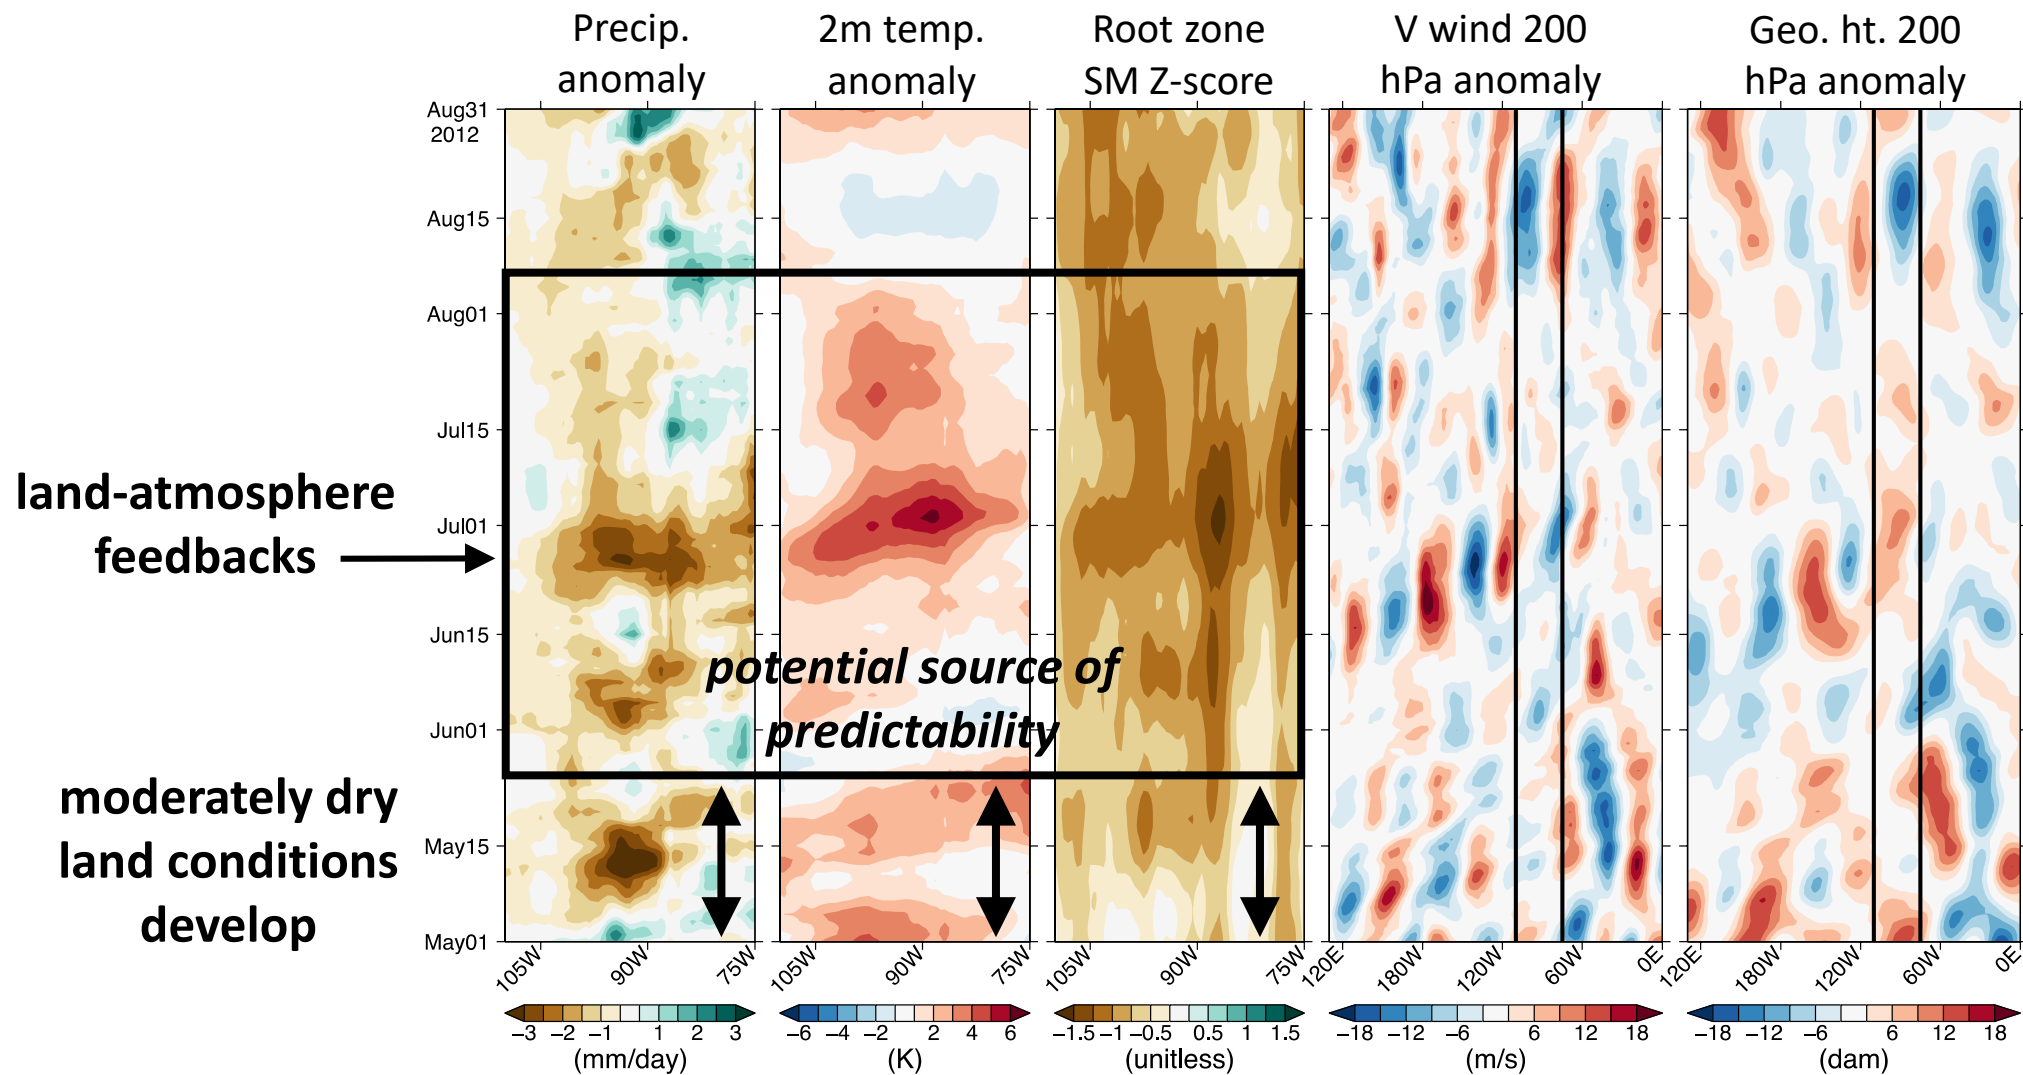 Precip.
anomaly
2m temp.
anomaly
Root zone
SM Z-score
V wind 200
hPa anomaly
Geo. ht. 200
hPa anomaly
Aug31
2012
Aug15
Aug01
Jul15
Jul01
Jun15
Jun01
May15
May01
land-atmosphere
feedbacks
potential source of
predictability
moderately dry
land conditions
develop
105W 90W 75W
105W 90W 75W
105W 90W 75W
120E 180W 120W 60W 0E
120E 180W 120W 60W 0E
−3 −2 −1 1 2 3
(mm/day)
−6 −4 −2 2 4 6
(K)
−1.5 −1 −0.5 0.5 1 1.5
(unitless)
−18 −12 −6 6 12 18
(m/s)
−18 −12 −6 6 12 18
(dam)